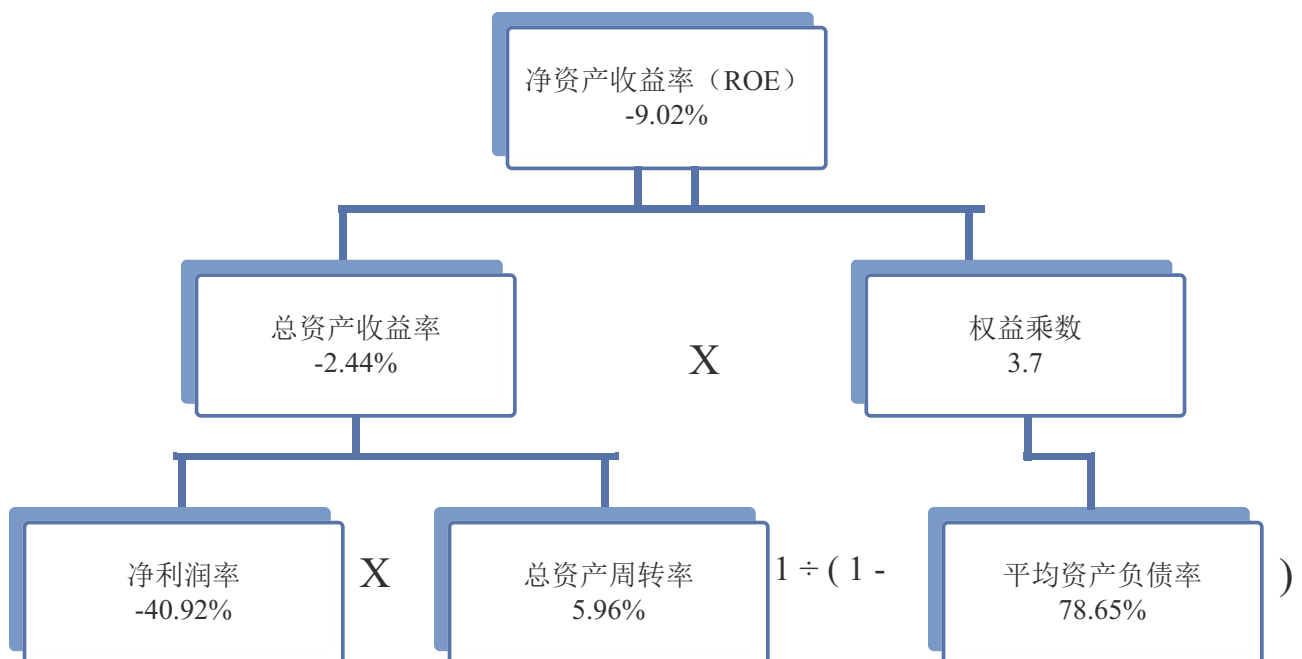 净资产收益率（ROE）
-9.02%
总资产收益率
-2.44%
X
权益乘数
3.7
净利润率
-40.92%
X
总资产周转率
5.96%
1 ÷ ( 1 -
平均资产负债率
78.65%
)